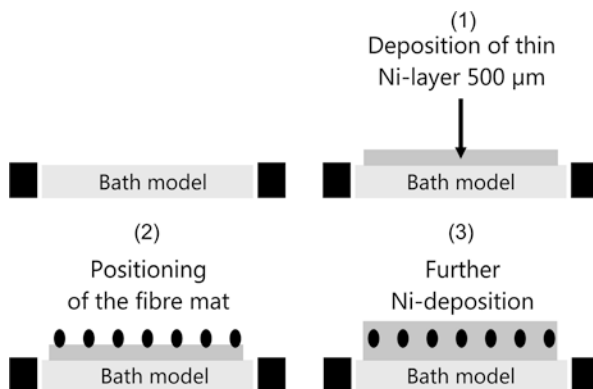 Bath model
(1)
Deposition of thin
Ni-layer 500 μm
Bath model
(2)
Positioning
of the fibre mat
Bath model
(3)
Further
Ni-deposition
Bath model